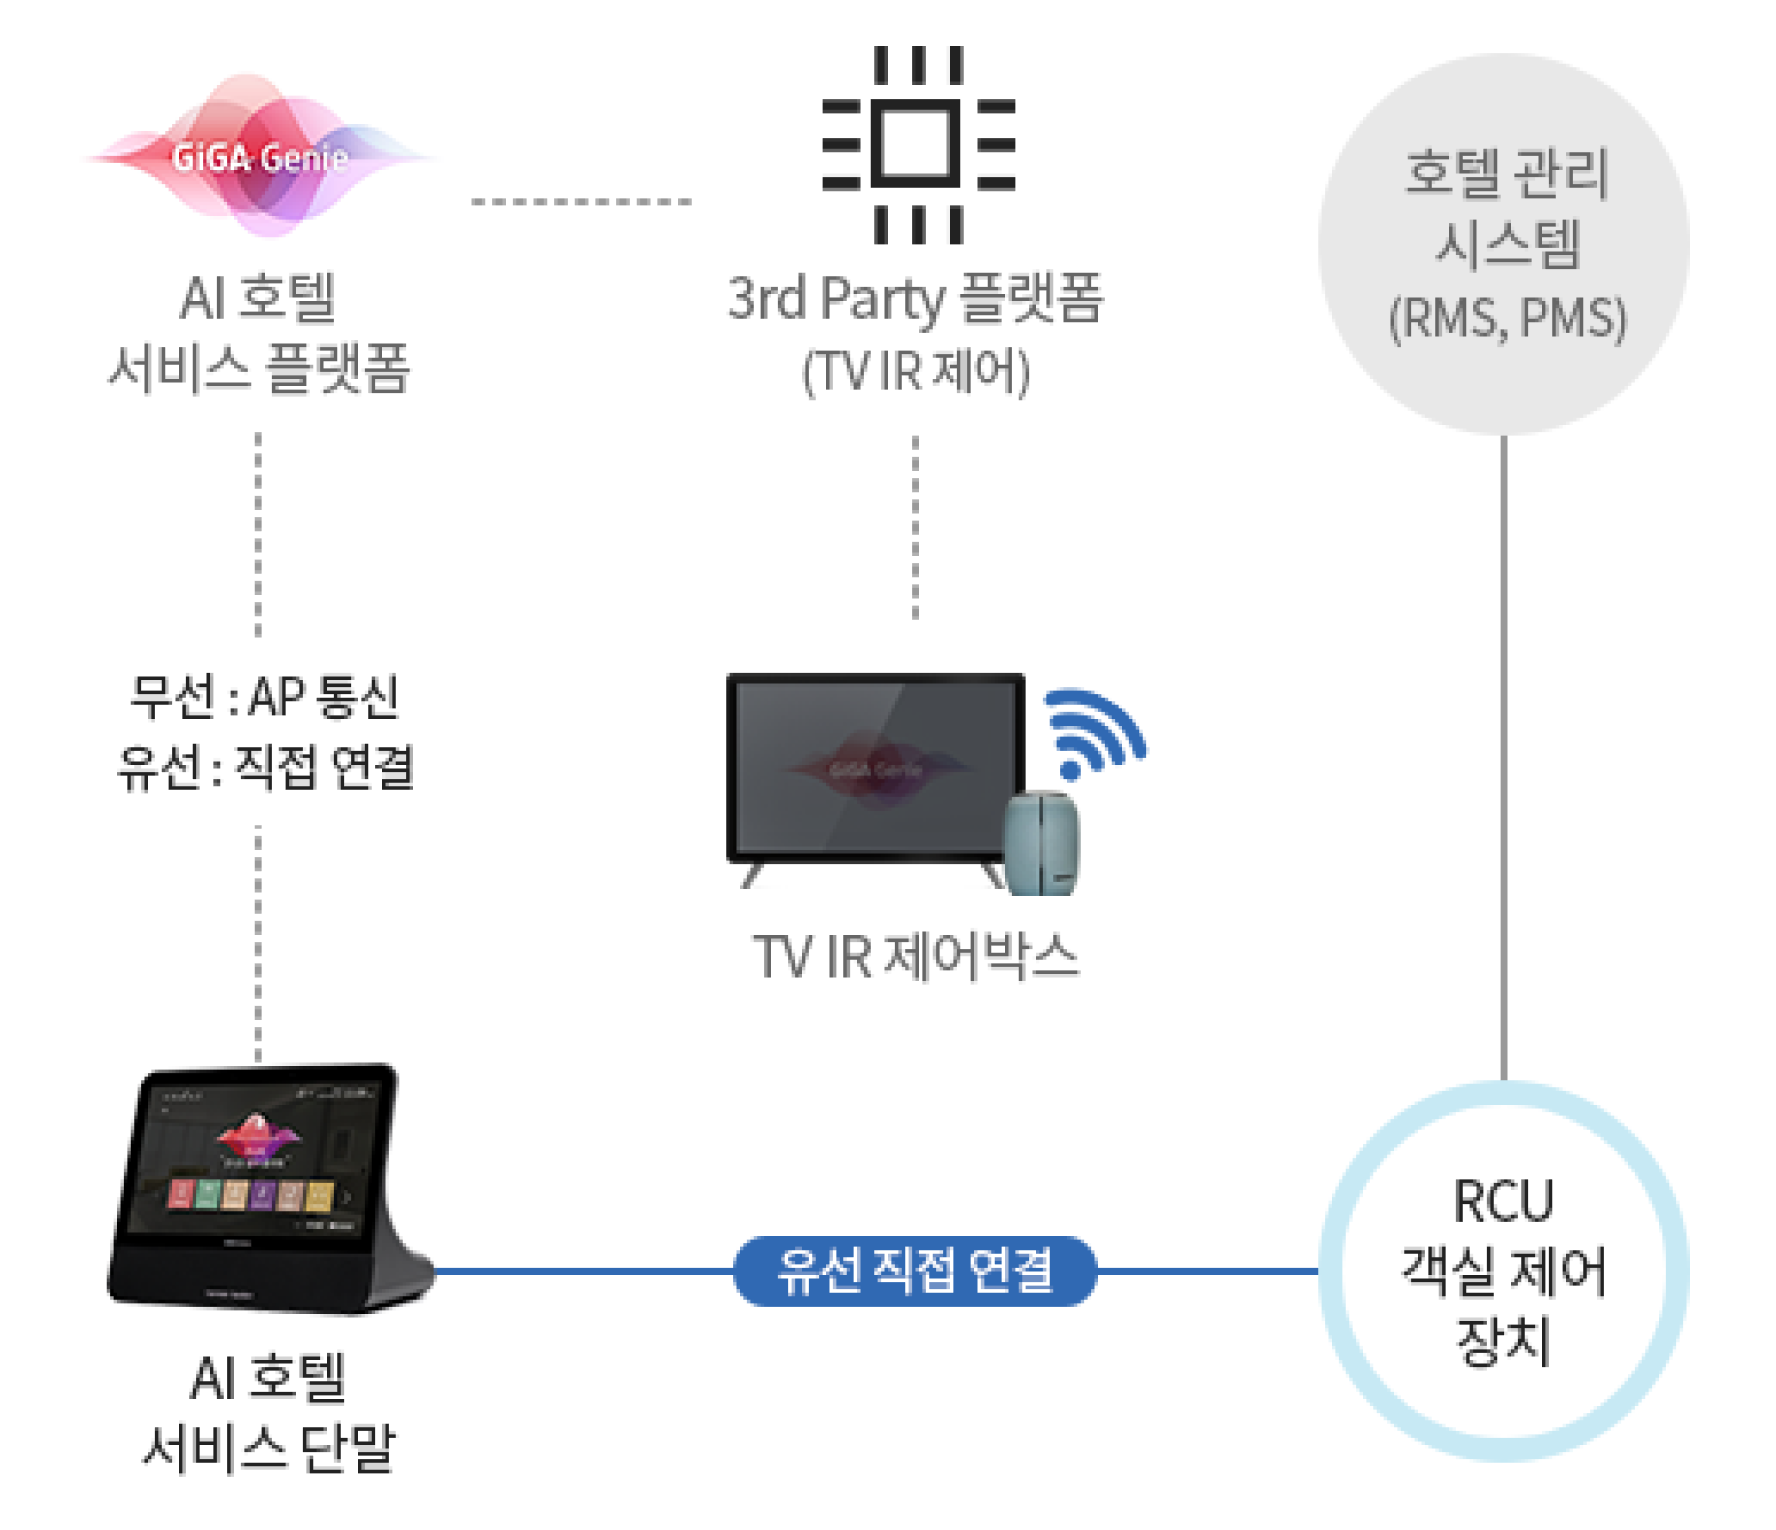 GiGA Genie
AI 호텔
서비스 플랫폼
3rd Party 플랫폼
(TV IR 제어)
호텔 관리
시스템
(RMS, PMS)
무선 : AP 통신
유선 : 직접 연결
GiGA Genie
TV IR 제어박스
유선 직접 연결
RCU
객실 제어
장치
AI 호텔
서비스 단말